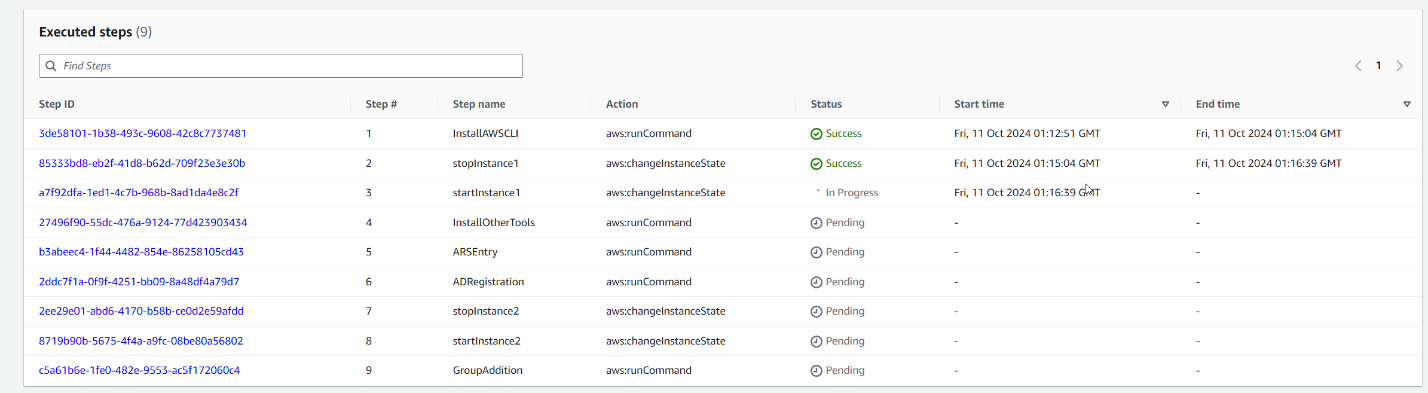 Executed steps (9)
Find Steps
1
Step ID Step # Step name Action Status Start time End time
3de58101-1b38-493c-9608-42c8c7737481 1 InstallAWSCLI aws:runCommand Success Fri, 11 Oct 2024 01:12:51 GMT Fri, 11 Oct 2024 01:15:04 GMT
85333bd8-eb2f-41d8-b62d-709f23e3e30b 2 stopInstance1 aws:changeInstanceState Success Fri, 11 Oct 2024 01:15:04 GMT Fri, 11 Oct 2024 01:16:39 GMT
a7f92dfa-1ed1-4c7b-968b-8ad1da4e8c2f 3 startInstance1 aws:changeInstanceState In Progress Fri, 11 Oct 2024 01:16:39 GMT -
27496f90-55dc-476a-9124-77d423903434 4 InstallOtherTools aws:runCommand Pending - -
b3abeec4-1f44-4482-854e-86258105cd43 5 ARSEntry aws:runCommand Pending - -
2ddc7f1a-0f9f-4251-bb09-8a48df4a79d7 6 ADRegistration aws:runCommand Pending - -
2ee29e01-abd6-4170-b58b-ce0d2e59afdd 7 stopInstance2 aws:changeInstanceState Pending - -
8719b90b-5675-4f4a-a9fc-08be80a56802 8 startInstance2 aws:changeInstanceState Pending - -
c5a61b6e-1fe0-482e-9553-ac5f172060c4 9 GroupAddition aws:runCommand Pending - -